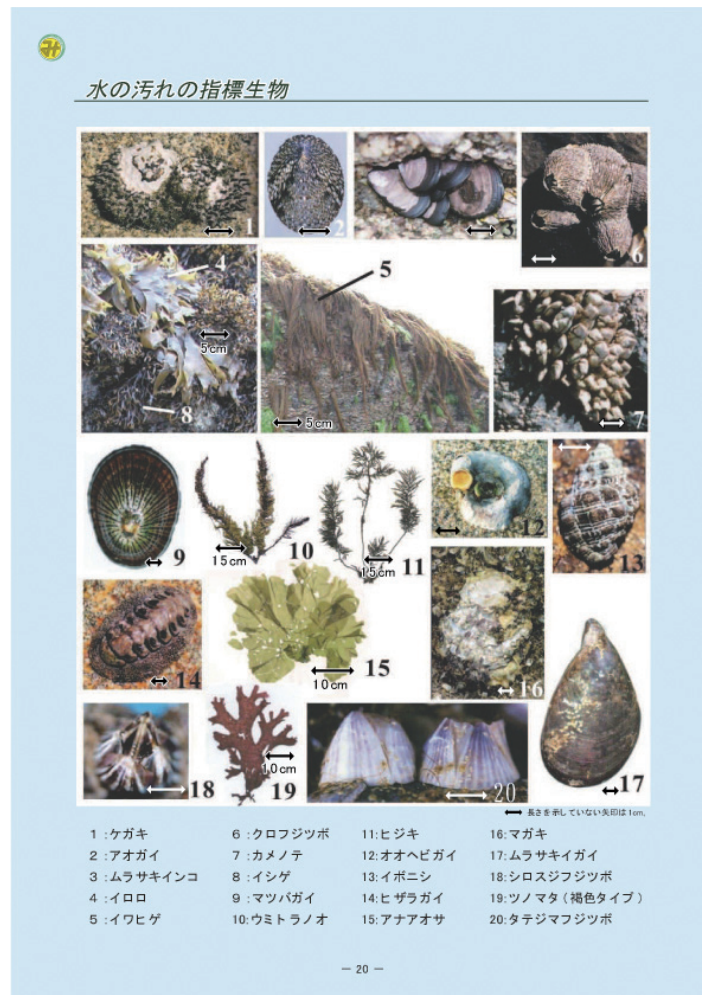 水の汚れの指標生物
1
2
3
6
4
5cm
8
5
5cm
7
9
15cm
10
15cm
11
12
13
14
10cm
15
16
17
18
10cm
19
20
長さを示していない矢印は1cm。
1:ケガキ
2:アオガイ
3:ムラサキインコ
4:イロロ
5:イワヒゲ
6:クロフジツボ
7:カメノテ
8:イシゲ
9:マツバガイ
10:ウミトラノオ
11:ヒジキ
12:オオヘビガイ
13:イボニシ
14:ヒザラガイ
15:アナアオサ
16:マガキ
17:ムラサキイガイ
18:シロスジフジツボ
19:ツノマタ(褐色タイプ)
20:タテジマフジツボ
― 20 ―